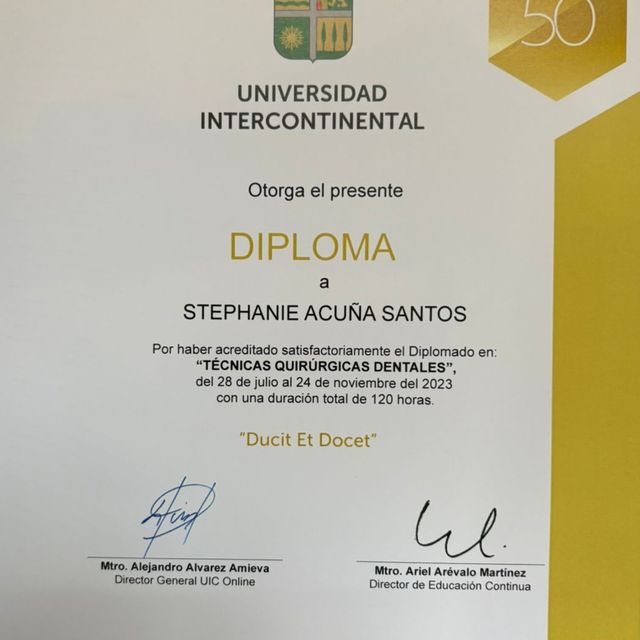 50
UNIVERSIDAD
INTERCONTINENTAL
Otorga el presente
DIPLOMA
a
STEPHANIE ACUÑA SANTOS
Por haber acreditado satisfactoriamente el Diplomado en:
“TÉCNICAS QUIRÚRGICAS DENTALES”,
del 28 de julio al 24 de noviembre del 2023
con una duración total de 120 horas.
“Ducit Et Docet”
Mtro. Alejandro Alvarez Amieva
Director General UIC Online
Mtro. Ariel Arévalo Martínez
Director de Educación Continua